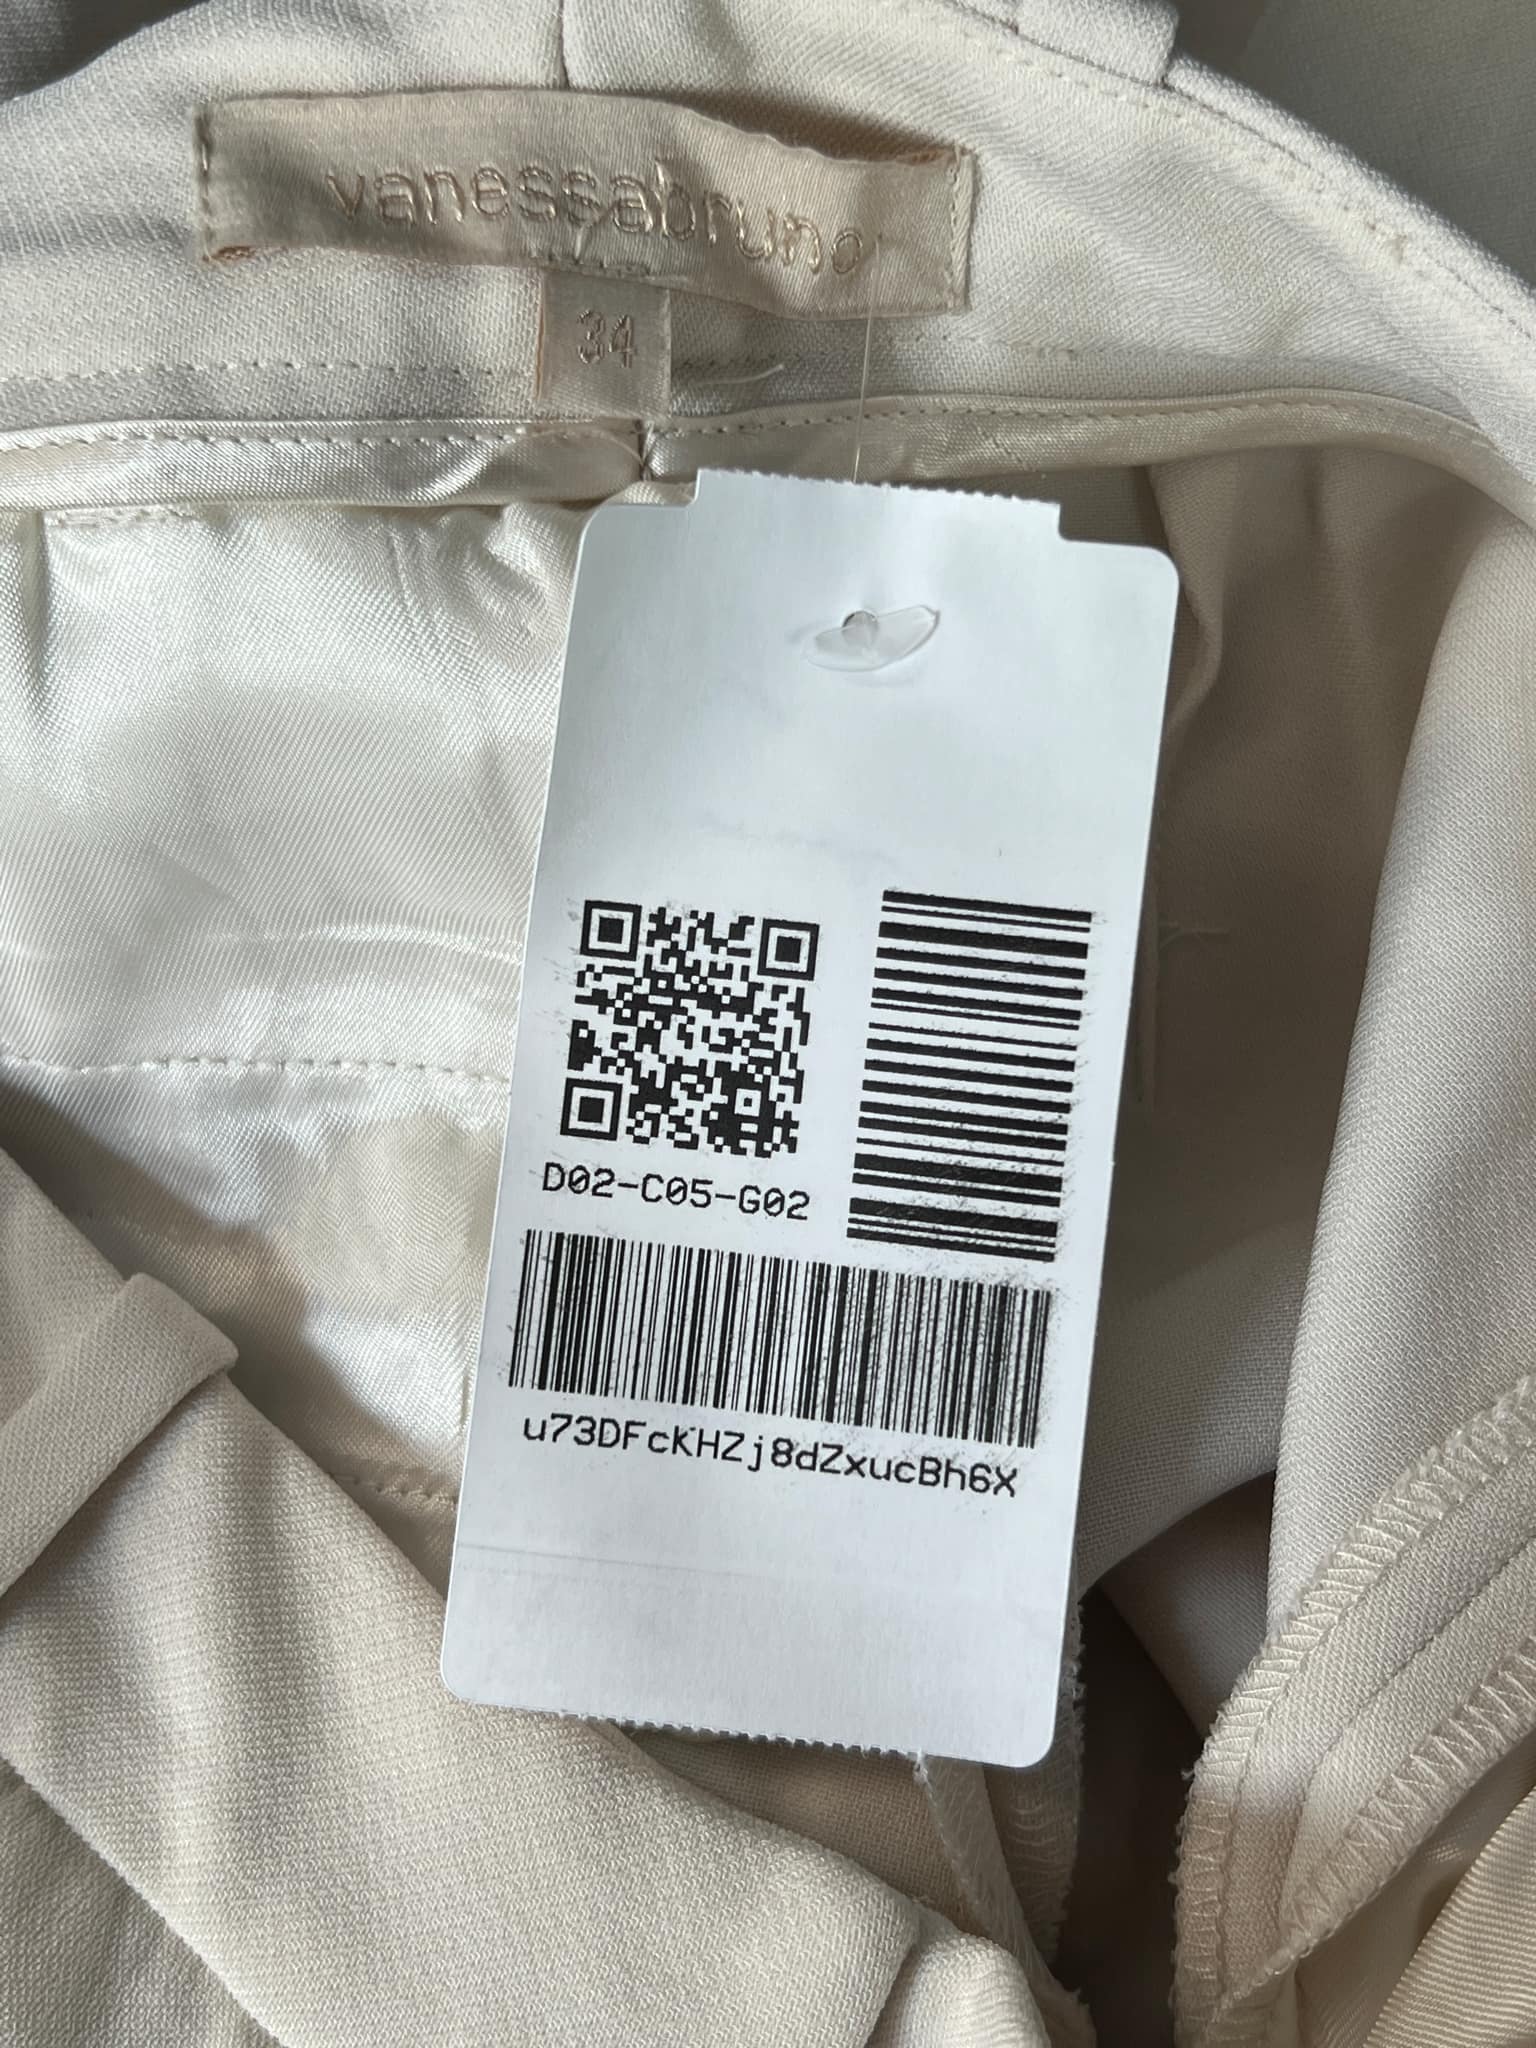 vanessabruno
34
D02-C05-G02
u73DFcKHZj8dZxucBh6X